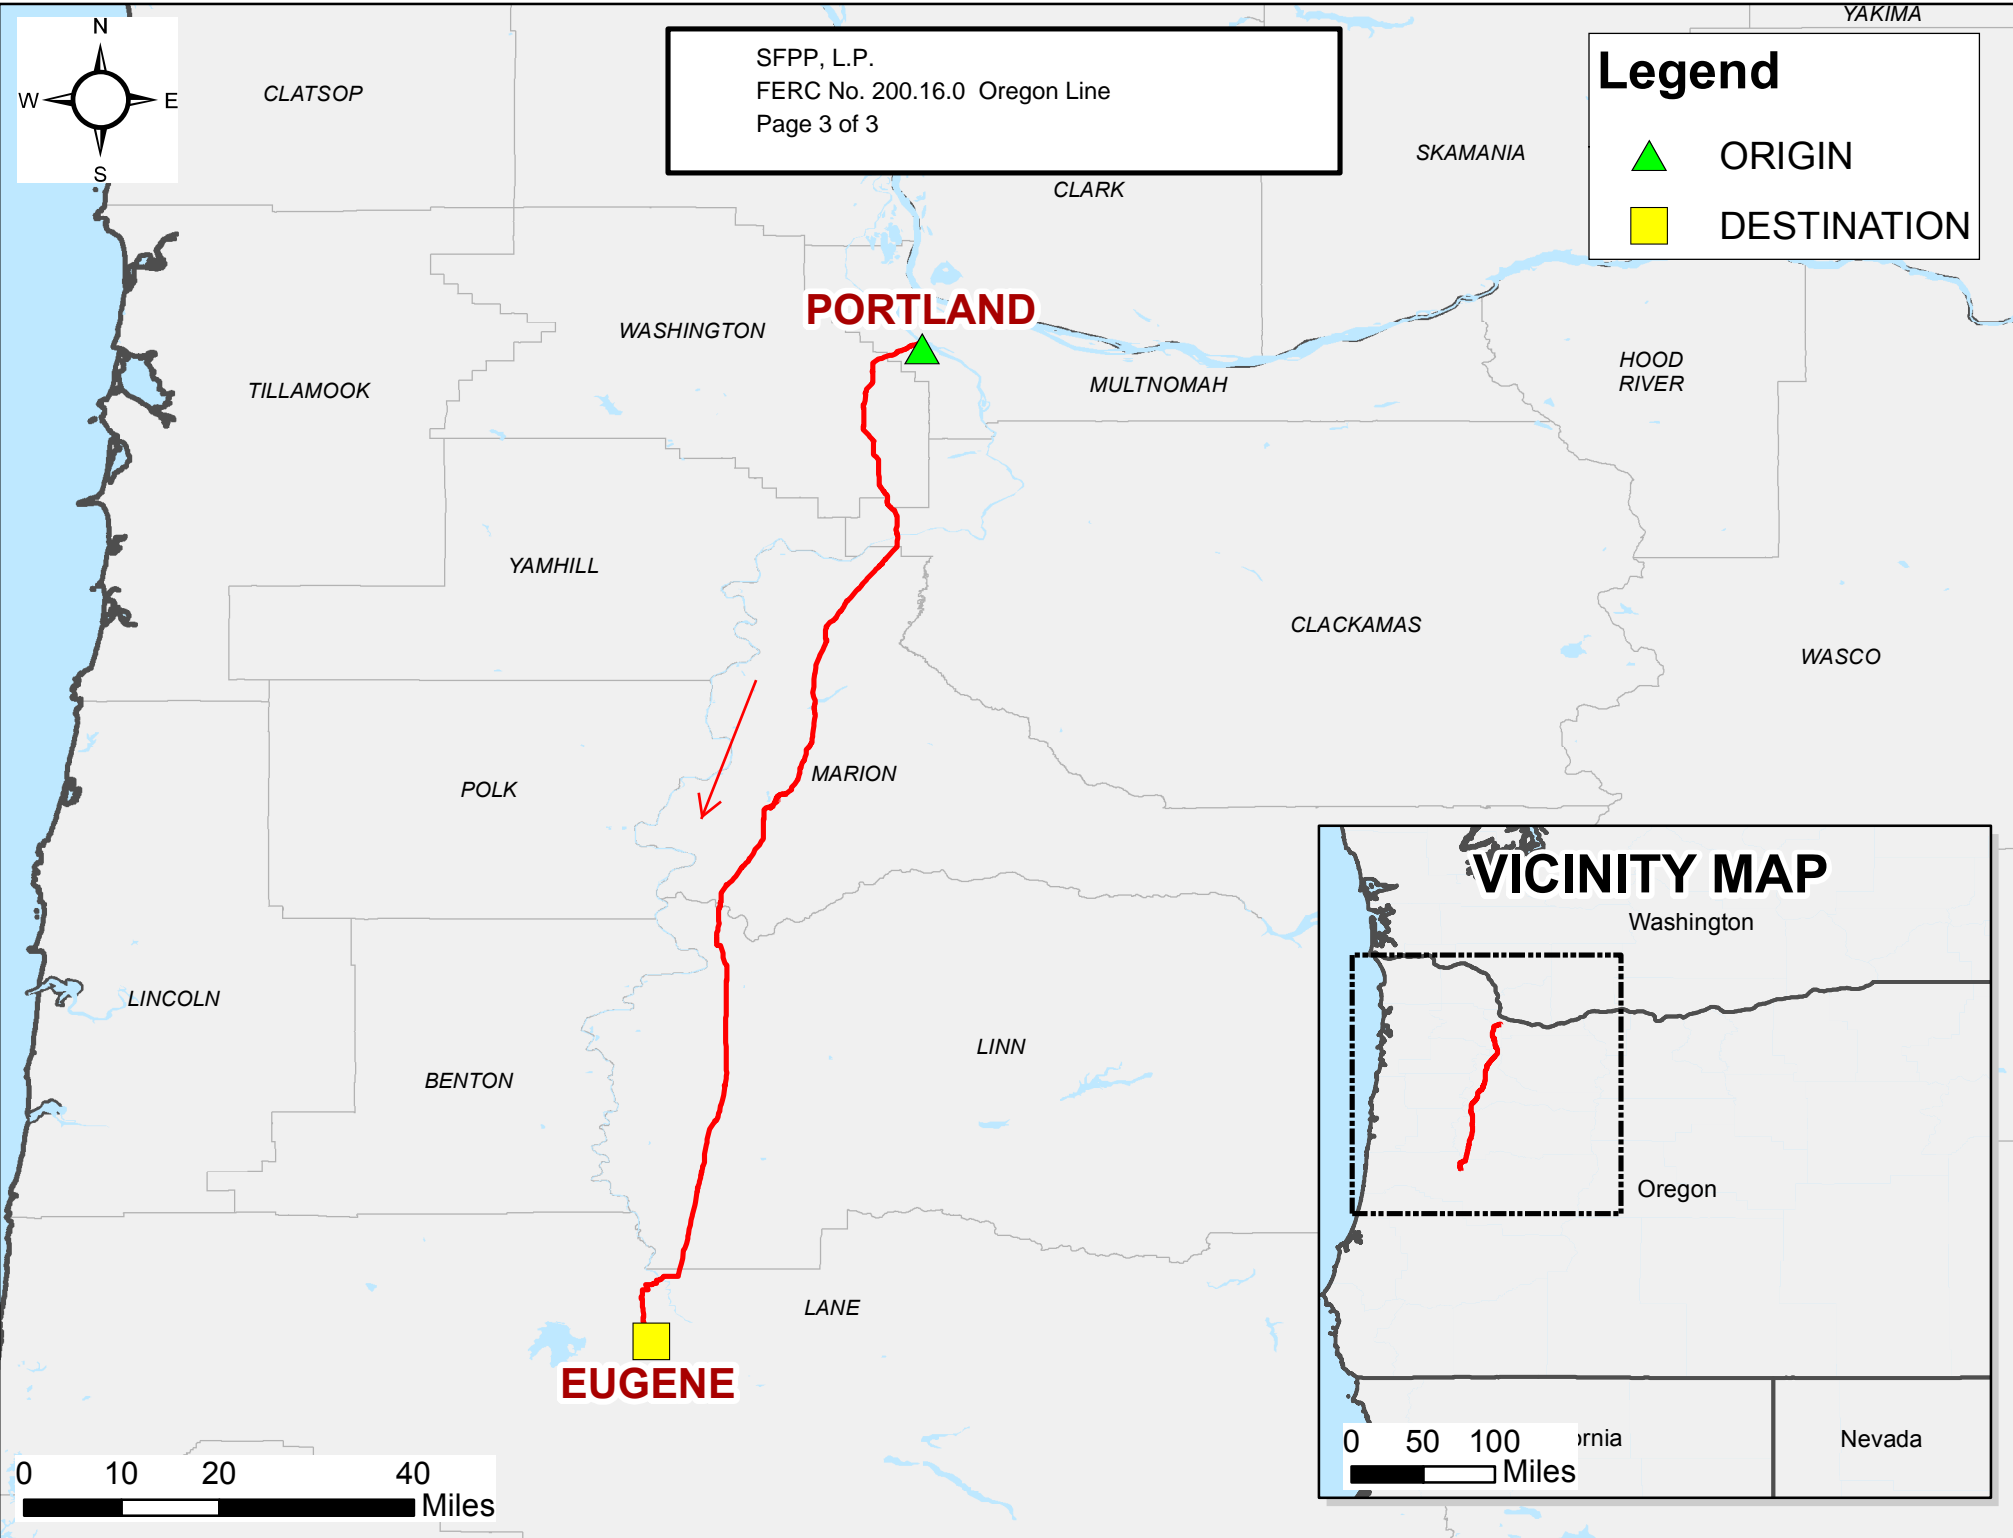 YAKIMA
N
W
E
S
CLATSOP
SFPP, L.P.
FERC No. 200.16.0 Oregon Line
Page 3 of 3
Legend
ORIGIN
DESTINATION
SKAMANIA
CLARK
PORTLAND
WASHINGTON
TILLAMOOK
MULTNOMAH
HOOD
RIVER
YAMHILL
CLACKAMAS
WASCO
POLK
MARION
LINCOLN
BENTON
LINN
LANE
EUGENE
0 10 20 40
Miles
VICINITY MAP
Washington
Oregon
0 50 100
Miles
ornia
Nevada